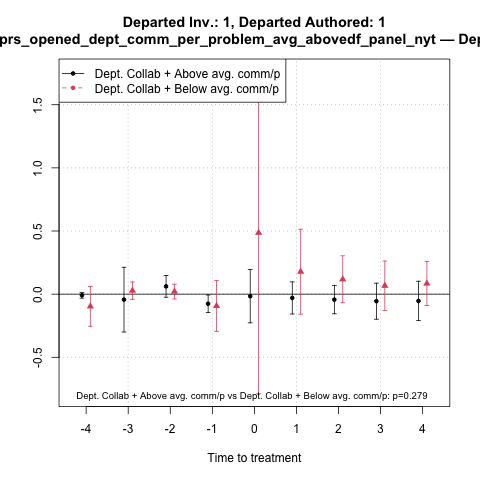 Departed Inv.: 1, Departed Authored: 1
prs_opened_dept_comm_per_problem_avg_abovedf_panel_nyt — Dep
Dept. Collab + Above avg. comm/p
Dept. Collab + Below avg. comm/p
1.5
1.0
0.5
0.0
-0.5
Dept. Collab + Above avg. comm/p vs Dept. Collab + Below avg. comm/p: p=0.279
-4 -3 -2 -1 0 1 2 3 4
Time to treatment